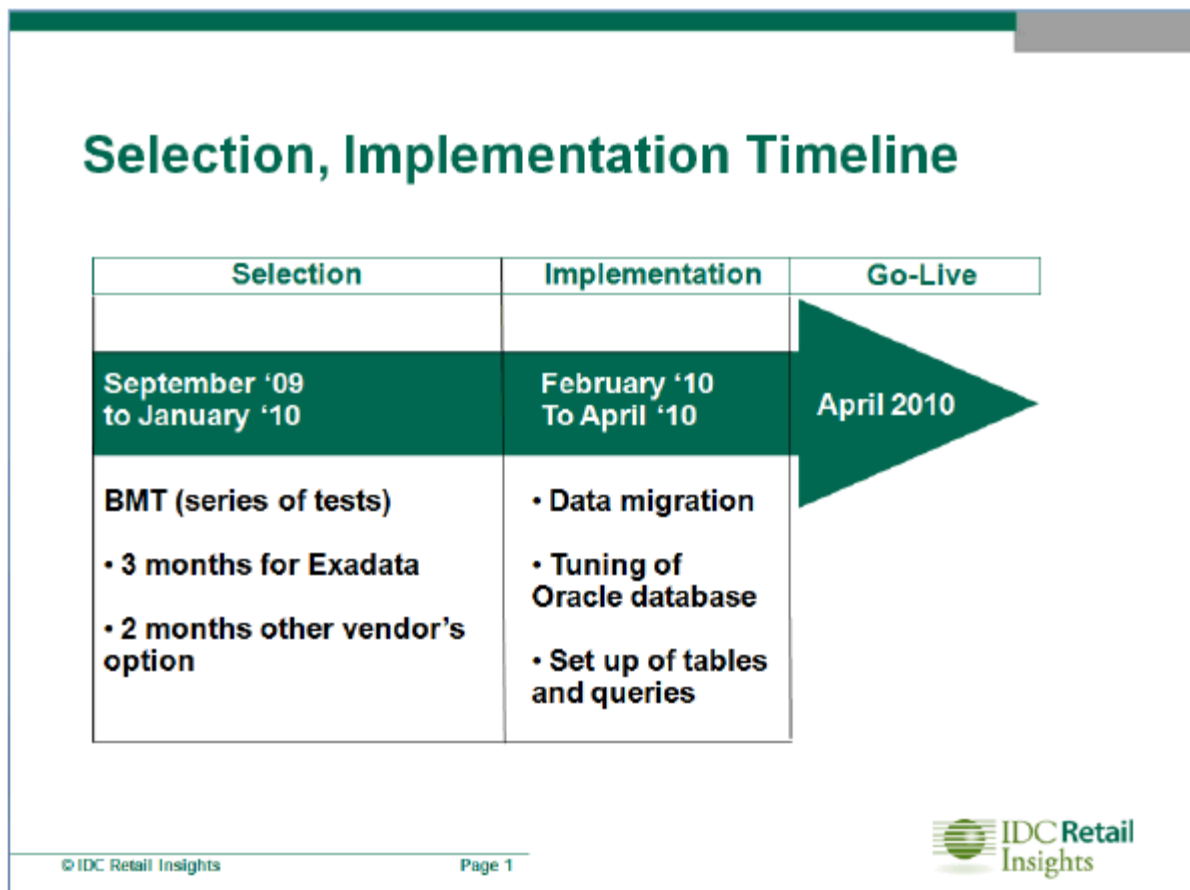 Selection, Implementation Timeline
Selection
Implementation
Go-Live
September ‘09
to January ‘10
February ‘10
To April ‘10
April 2010
BMT (series of tests)
• 3 months for Exadata
• 2 months other vendor’s
option
• Data migration
• Tuning of
Oracle database
• Set up of tables
and queries
© IDC Retail Insights
Page 1
IDC Retail
Insights